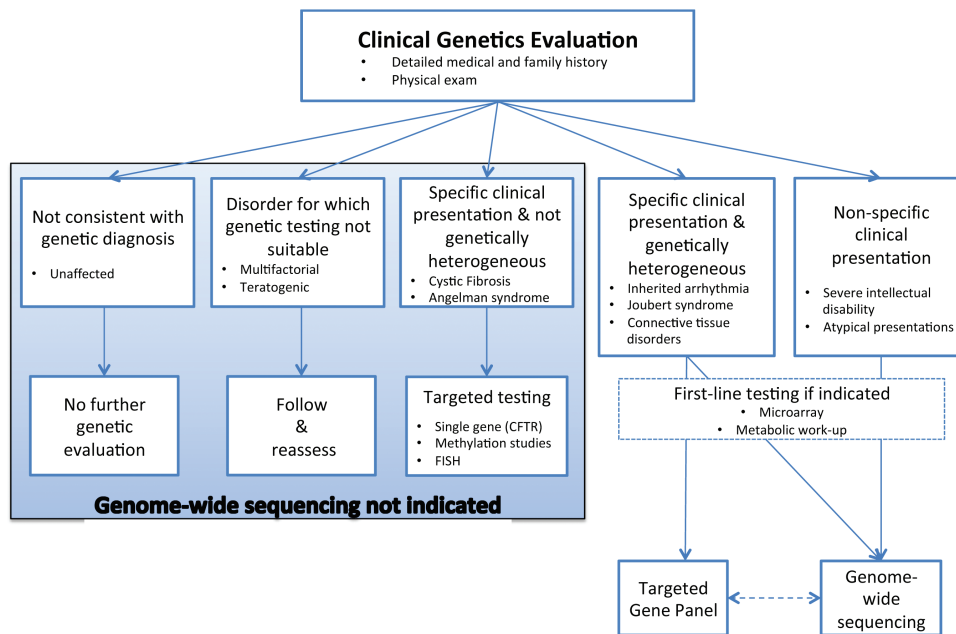 Clinical Genetics Evaluation
• Detailed medical and family history
• Physical exam
Not consistent with
genetic diagnosis
• Unaffected
Disorder for which
genetic testing not
suitable
• Multifactorial
• Teratogenic
Specific clinical
presentation & not
genetically
heterogeneous
• Cystic Fibrosis
• Angelman syndrome
Specific clinical
presentation &
genetically
heterogeneous
• Inherited arrhythmia
• Joubert syndrome
• Connective tissue
disorders
Non-specific
clinical
presentation
• Severe intellectual
disability
• Atypical presentations
No further
genetic
evaluation
Follow
&
reassess
Targeted testing
• Single gene (CFTR)
• Methylation studies
• FISH
First-line testing if indicated
• Microarray
• Metabolic work-up
Genome-wide sequencing not indicated
Targeted
Gene Panel
Genome-
wide
sequencing